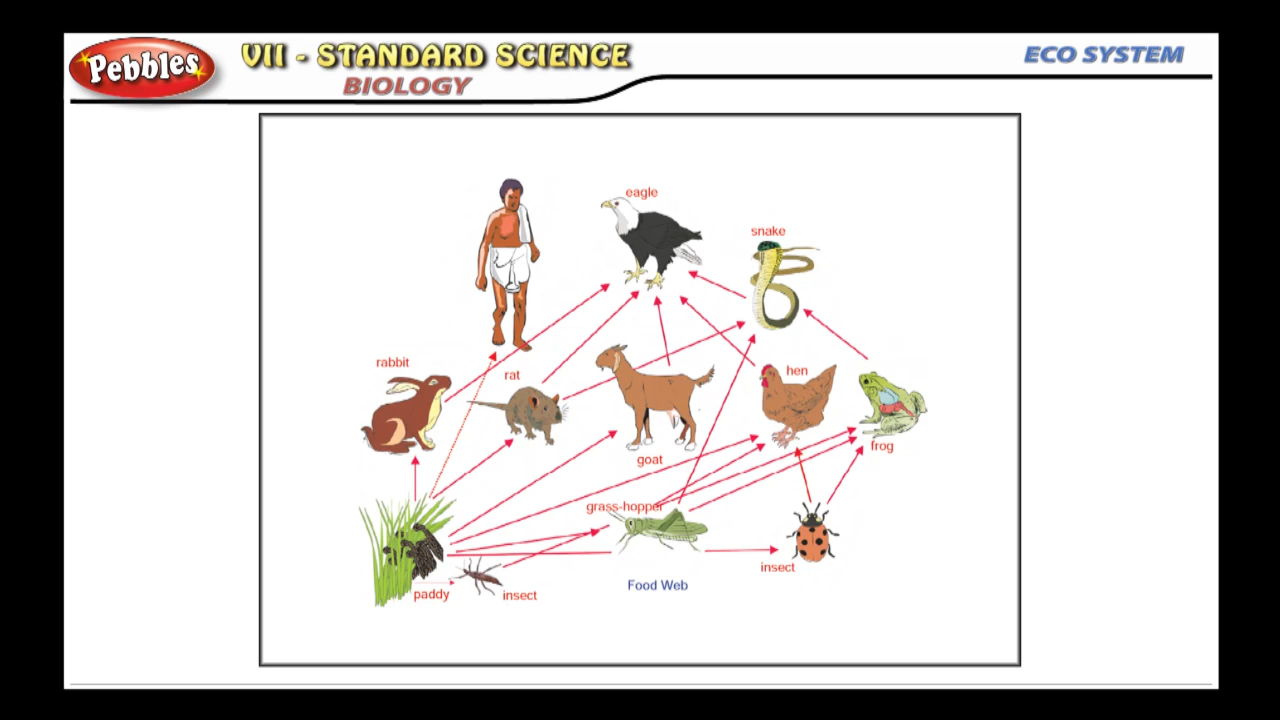 Pebbles
VII - STANDARD SCIENCE
BIOLOGY
ECO SYSTEM
eagle
snake
rabbit
rat
hen
goat
frog
grass-hopper
insect
paddy
insect
Food Web